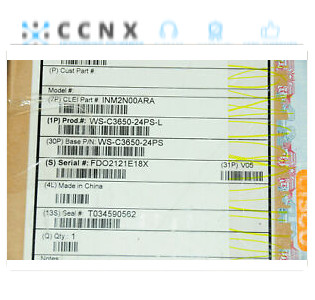 CCNX
(P) Cust Part #
Model #:
(7P) CLEI Part # INM2N00ARA
(1P) Prod.#: WS-C3650-24PS-L
(30P) Base P/N: WS-C3650-24PS
(S) Serial #: FDO2121E18X
(31P) V05
(4L) Made in China
(13S) Seal # T034590562
(Q) Qty: 1
Notes